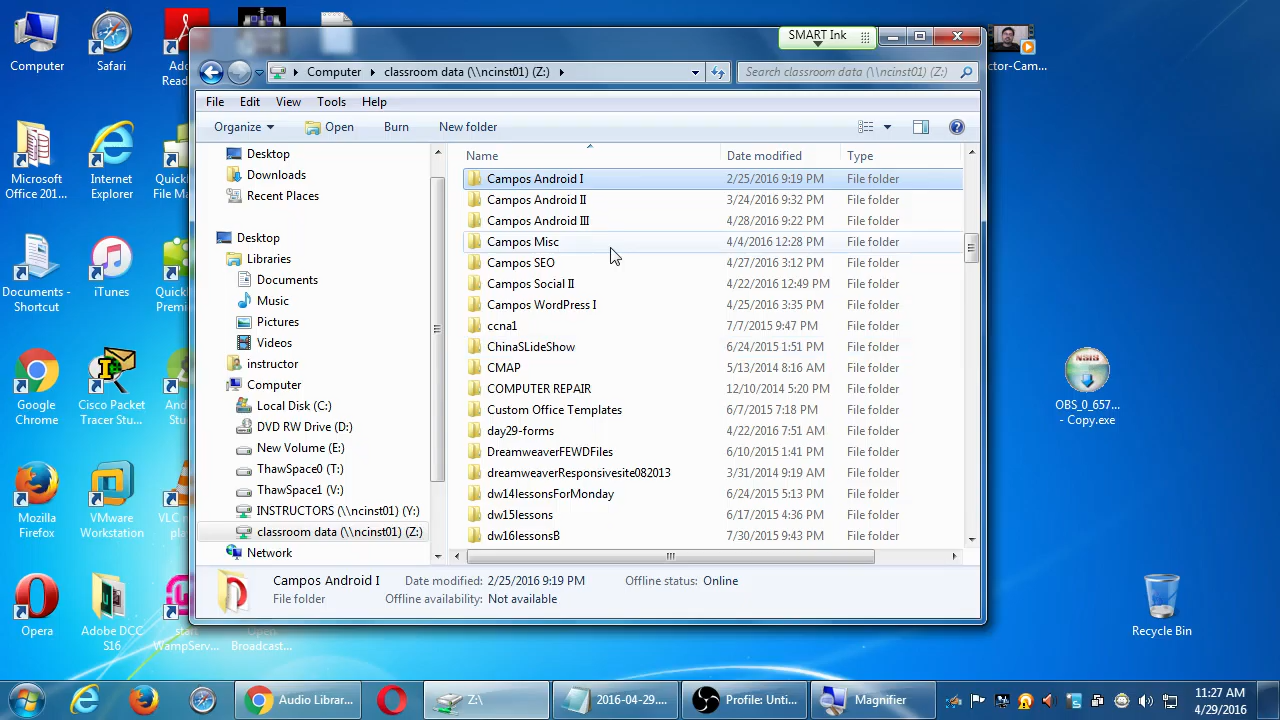 Computer
Safari
Microsoft
Office 201...
Internet
Explorer
Documents -
Shortcut
iTunes
Google
Chrome
Cisco Packet
Tracer Stu...
Mozilla
Firefox
VMware
Workstation
Opera
Adobe DCC
S16
SMART Ink
Computer
classroom data (\\ncinst01) (Z:)
Search classroom data (\\ncinst01) (Z:)
File Edit View Tools Help
Organize Open Burn New folder
Desktop
Downloads
Recent Places
Desktop
Libraries
Documents
Music
Pictures
Videos
instructor
Computer
Local Disk (C:)
DVD RW Drive (D:)
New Volume (E:)
ThawSpace0 (T:)
ThawSpace1 (V:)
INSTRUCTORS (\\ncinst01) (Y:)
classroom data (\\ncinst01) (Z:)
Network
Name Date modified Type
Campos Android I 2/25/2016 9:19 PM File folder
Campos Android II 3/24/2016 9:32 PM File folder
Campos Android III 4/28/2016 9:22 PM File folder
Campos Misc 4/4/2016 12:28 PM File folder
Campos SEO 4/27/2016 3:12 PM File folder
Campos Social II 4/22/2016 12:49 PM File folder
Campos WordPress I 4/25/2016 3:35 PM File folder
ccna1 7/7/2015 9:47 PM File folder
ChinaSLideShow 6/24/2015 1:51 PM File folder
CMAP 5/13/2014 8:16 AM File folder
COMPUTER REPAIR 12/10/2014 5:20 PM File folder
Custom Office Templates 6/7/2015 7:18 PM File folder
day29-forms 4/22/2016 7:51 AM File folder
DreamweaverFEWDFiles 6/10/2015 1:41 PM File folder
dreamweaverResponsivesite082013 3/31/2014 9:19 AM File folder
dw14lessonsForMonday 6/24/2015 5:13 PM File folder
dw15lessons 6/17/2015 4:36 PM File folder
dw16lessonsB 7/30/2015 9:43 PM File folder
Campos Android I Date modified: 2/25/2016 9:19 PM Offline status: Online
File folder Offline availability: Not available
OBS_0_657...
- Copy.exe
Recycle Bin
Audio Librar...
Z:\
2016-04-29....
Profile: Unti...
Magnifier
11:27 AM
4/29/2016